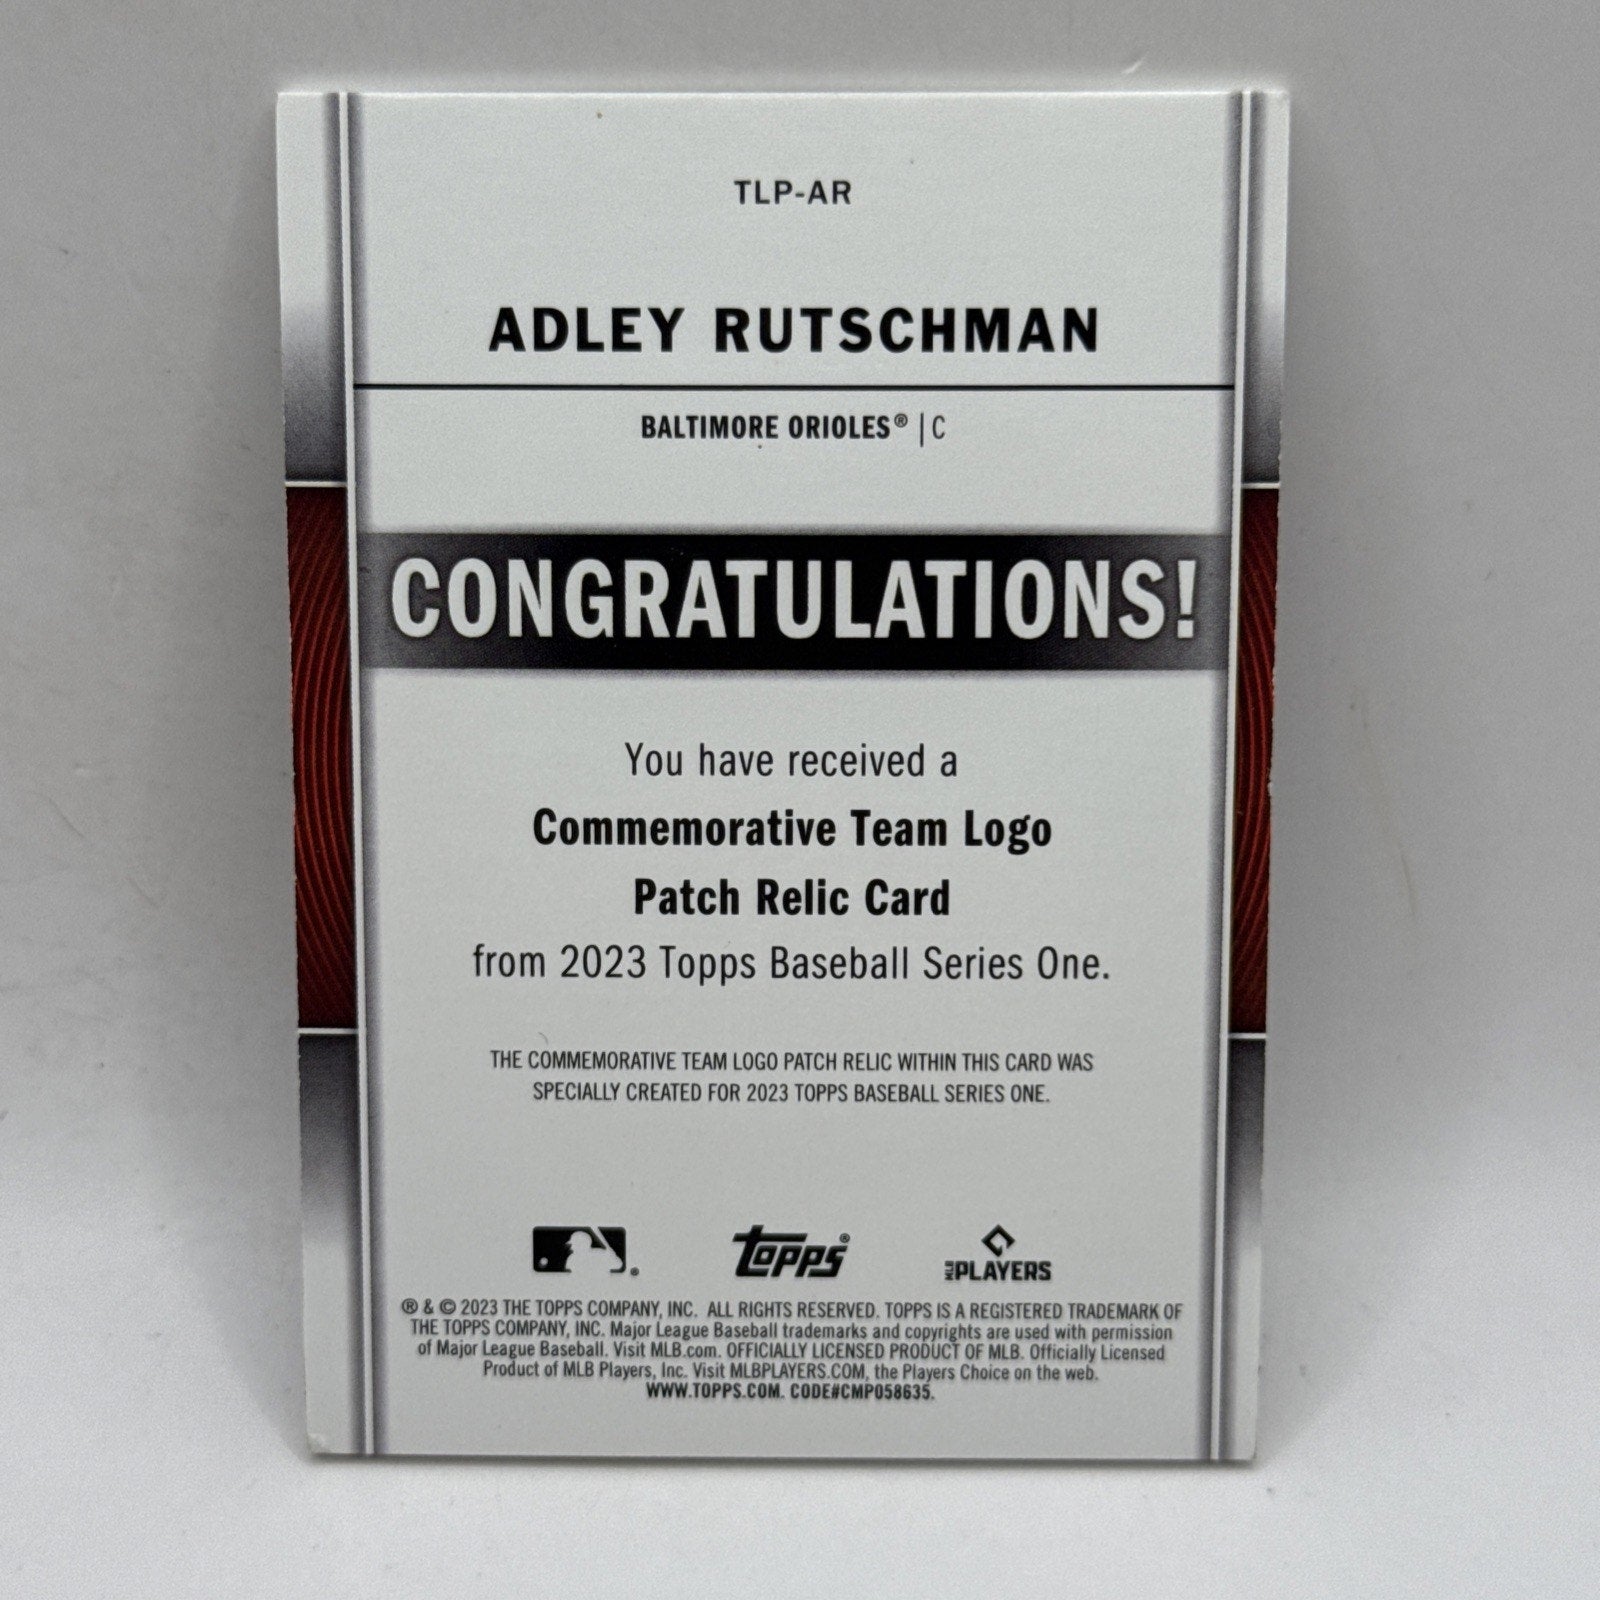 TLP-AR
ADLEY RUTSCHMAN
BALTIMORE ORIOLES® | C
CONGRATULATIONS!
You have received a
Commemorative Team Logo
Patch Relic Card
from 2023 Topps Baseball Series One.
THE COMMEMORATIVE TEAM LOGO PATCH RELIC WITHIN THIS CARD WAS
SPECIALLY CREATED FOR 2023 TOPPS BASEBALL SERIES ONE.
® Topps® MLB PLAYERS
® & © 2023 THE TOPPS COMPANY, INC. ALL RIGHTS RESERVED. TOPPS IS A REGISTERED TRADEMARK OF
THE TOPPS COMPANY, INC. Major League Baseball trademarks and copyrights are used with permission
of Major League Baseball. Visit MLB.com. OFFICIALLY LICENSED PRODUCT OF MLB. Officially Licensed
Product of MLB Players, Inc. Visit MLBPLAYERS.COM, the Players Choice on the web.
WWW.TOPPS.COM. CODE#CMP058635.